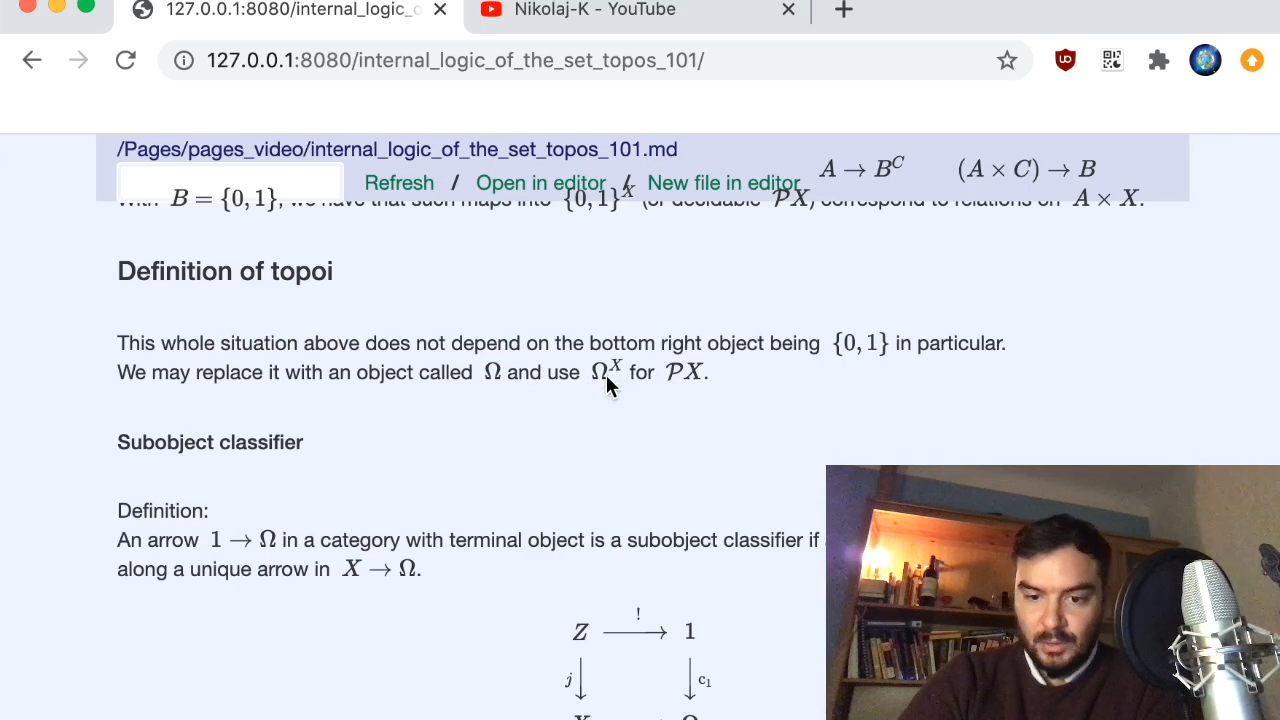 127.0.0.1:8080/internal_logic_c
Nikolaj-K - YouTube
127.0.0.1:8080/internal_logic_of_the_set_topos_101/
/Pages/pages_video/internal_logic_of_the_set_topos_101.md
A → B^C (A × C) → B
Refresh / Open in editor / New file in editor
With B = {0, 1}, we have that such maps into {0, 1}^X (or decidable 𝒫X) correspond to relations on A × X.
Definition of topoi
This whole situation above does not depend on the bottom right object being {0, 1} in particular.
We may replace it with an object called Ω and use Ω^X for 𝒫X.
Subobject classifier
Definition:
An arrow 1 → Ω in a category with terminal object is a subobject classifier if
along a unique arrow in X → Ω.
!
Z → 1
j ↓ ↓ c₁